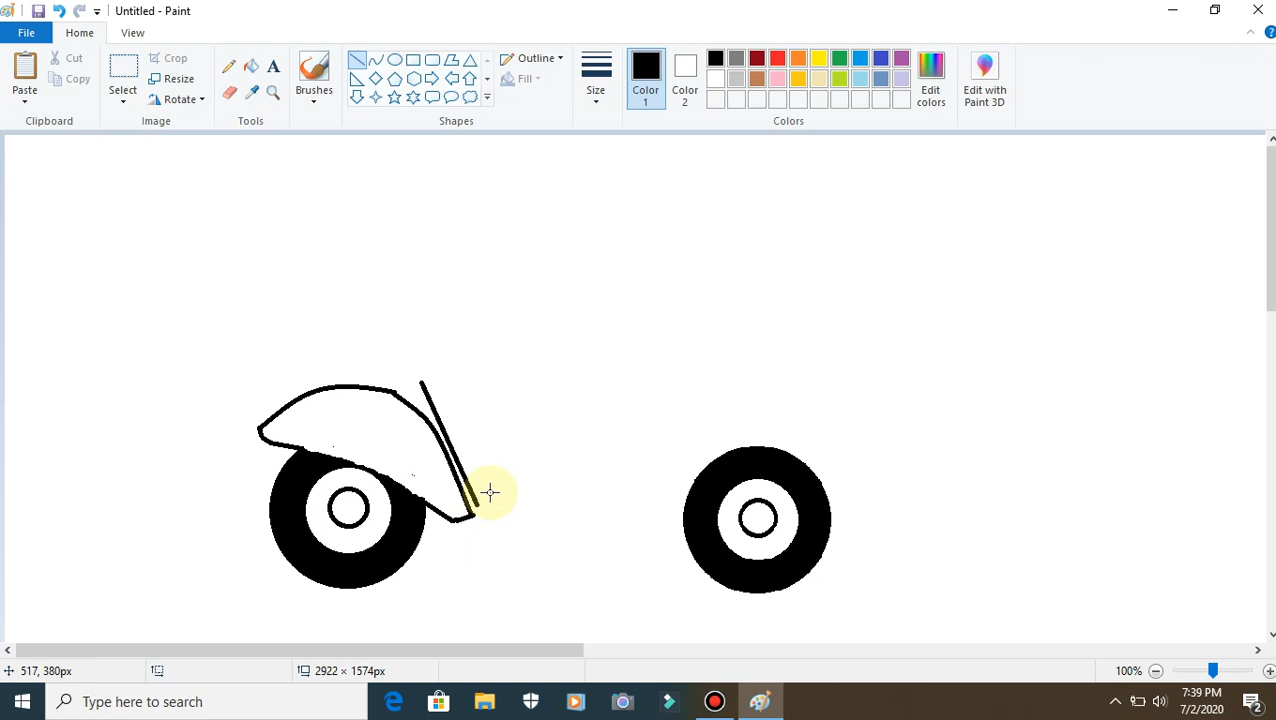 Untitled - Paint
File
Home
View
Paste
Cut
Copy
Clipboard
Select
Crop
Resize
Rotate
Image
Tools
Brushes
Shapes
Outline
Fill
Size
Color
1
Color
2
Edit
colors
Colors
Edit with
Paint 3D
517, 380px
2922 × 1574px
100%
Type here to search
7:39 PM
7/2/2020
2